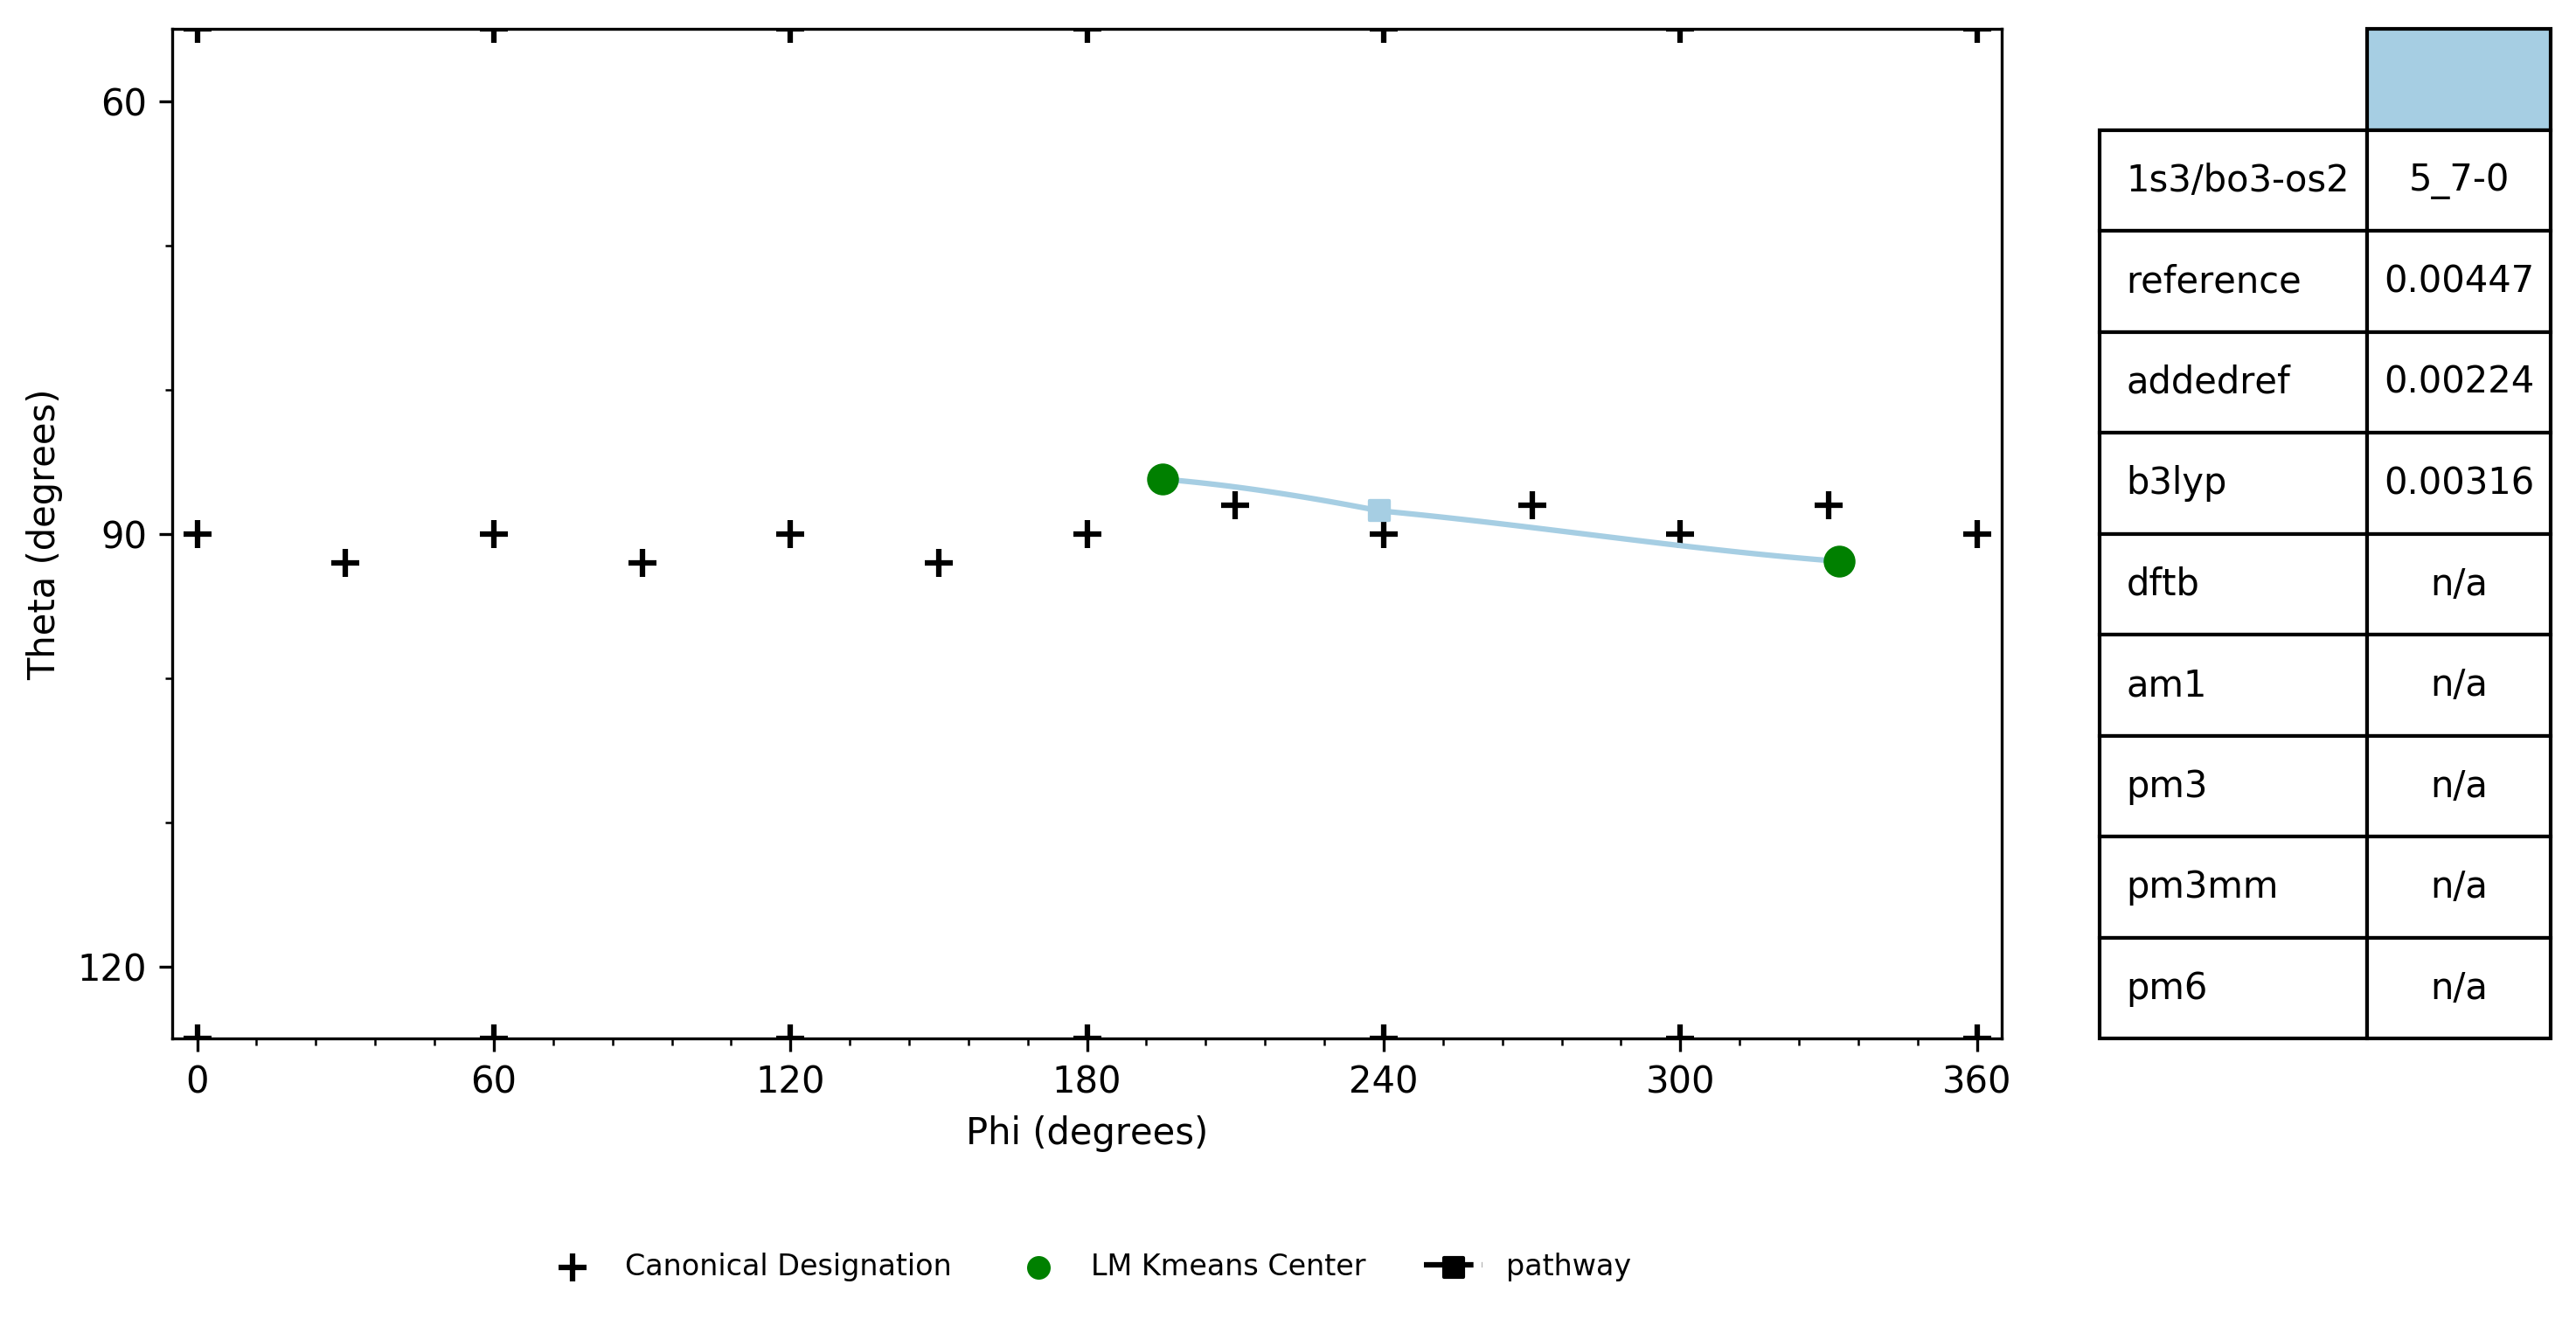 60
90
120
Theta (degrees)
0 60 120 180 240 300 360
Phi (degrees)
Canonical Designation LM Kmeans Center pathway
1s3/bo3-os2 5_7-0
reference 0.00447
addedref 0.00224
b3lyp 0.00316
dftb n/a
am1 n/a
pm3 n/a
pm3mm n/a
pm6 n/a